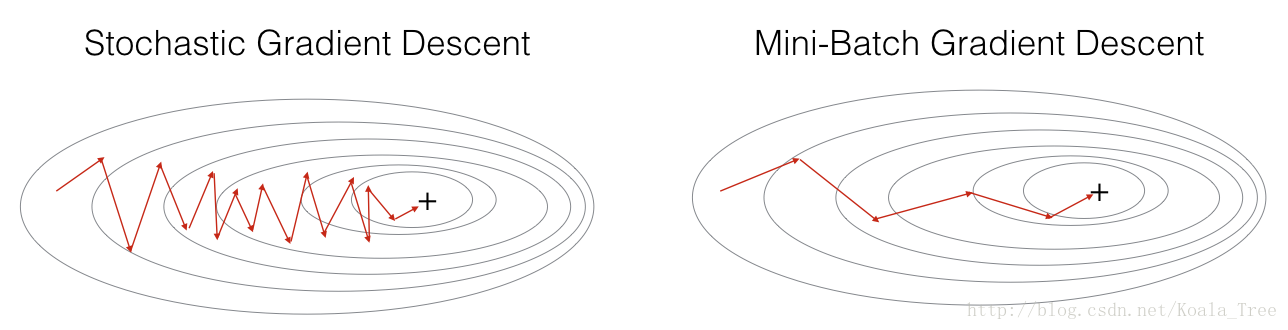 Stochastic Gradient Descent
Mini-Batch Gradient Descent
http://blog.csdn.net/Koala_Tree